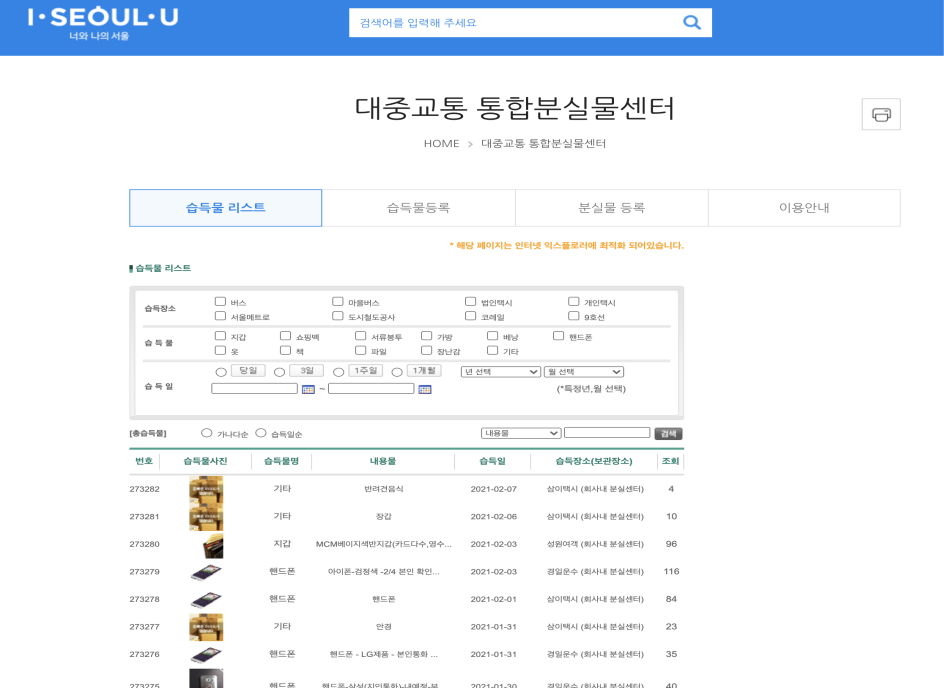 I·SEOUL·U
너와 나의 서울
검색어를 입력해 주세요
대중교통 통합분실물센터
HOME > 대중교통 통합분실물센터
습득물 리스트 습득물등록 분실물 등록 이용안내
* 해당 페이지는 인터넷 익스플로러에 최적화 되어있습니다.
습득물 리스트
습득장소 버스 마을버스 법인택시 개인택시
서울메트로 도시철도공사 코레일 9호선
습 득 물 지갑 쇼핑백 서류봉투 가방 베낭 핸드폰
옷 책 파일 장난감 기타
습 득 일 당일 3일 1주일 1개월 년 선택 월 선택
~ (*특정년,월 선택)
[총습득물] 가나다순 습득일순 내용물 검색
번호 습득물사진 습득물명 내용물 습득일 습득장소(보관장소) 조회
273282 기타 반려견음식 2021-02-07 삼이택시 (회사내 분실센터) 4
273281 기타 장갑 2021-02-06 삼이택시 (회사내 분실센터) 10
273280 지갑 MCM베이지색반지갑(카드다수,영수... 2021-02-03 성원여객 (회사내 분실센터) 96
273279 핸드폰 아이폰-검정색 -2/4 본인 확인... 2021-02-03 경일운수 (회사내 분실센터) 116
273278 핸드폰 핸드폰 2021-02-01 삼이택시 (회사내 분실센터) 84
273277 기타 안경 2021-01-31 삼이택시 (회사내 분실센터) 23
273276 핸드폰 핸드폰 - LG제품 - 본인통화 ... 2021-01-31 경일운수 (회사내 분실센터) 35
273275 핸드폰 2021-01-30 경일운수 (회사내 분실센터) 40